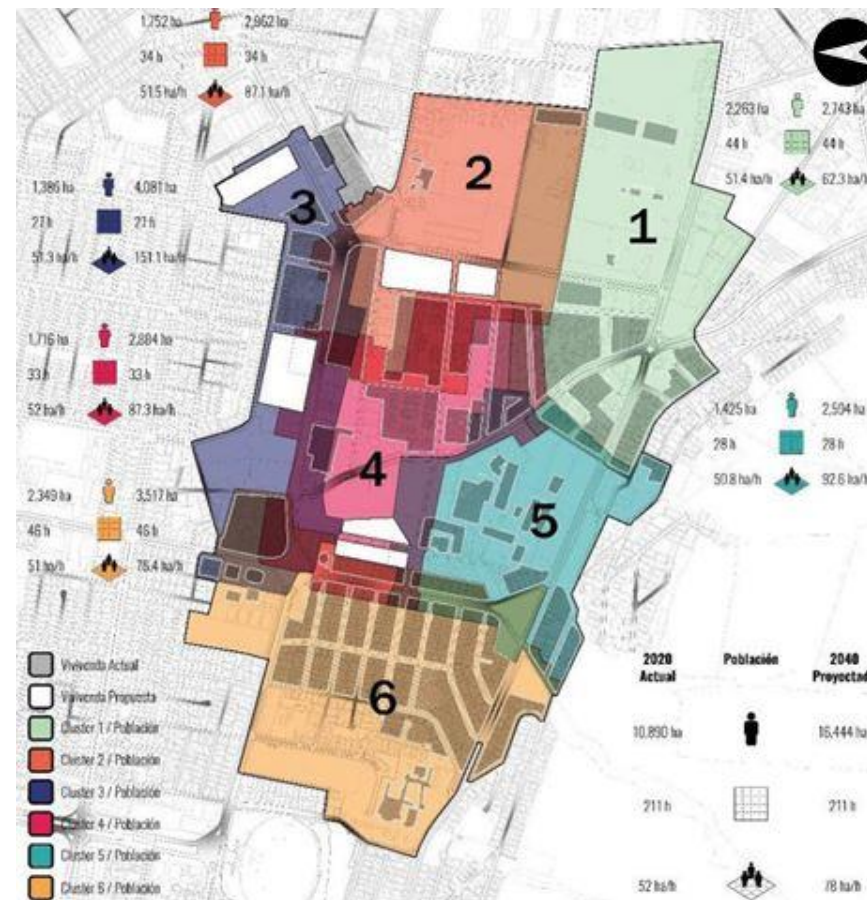 1,752 ha 2,962 ha
34 h 34 h
51.5 ha/h 87.1 ha/h
2
1
3
2,263 ha 2,743 ha
44 h 44 h
51.4 ha/h 62.3 ha/h
1,386 ha 4,081 ha
27 h 27 h
51.3 ha/h 151.1 ha/h
1,716 ha 2,884 ha
33 h 33 h
52 ha/h 87.3 ha/h
4
1,425 ha 2,594 ha
28 h 28 h
50.8 ha/h 92.6 ha/h
5
2,349 ha 3,517 ha
46 h 46 h
51 ha/h 76.4 ha/h
6
Vivivenda Actual
Vivivenda Propuesta
Cluster 1 / Población
Cluster 2 / Población
Cluster 3 / Población
Cluster 4 / Población
Cluster 5 / Población
Cluster 6 / Población
2020 Población 2040
Actual Proyectad
10,890 ha 16,444 ha
211 h 211 h
52 ha/h 78 ha/h